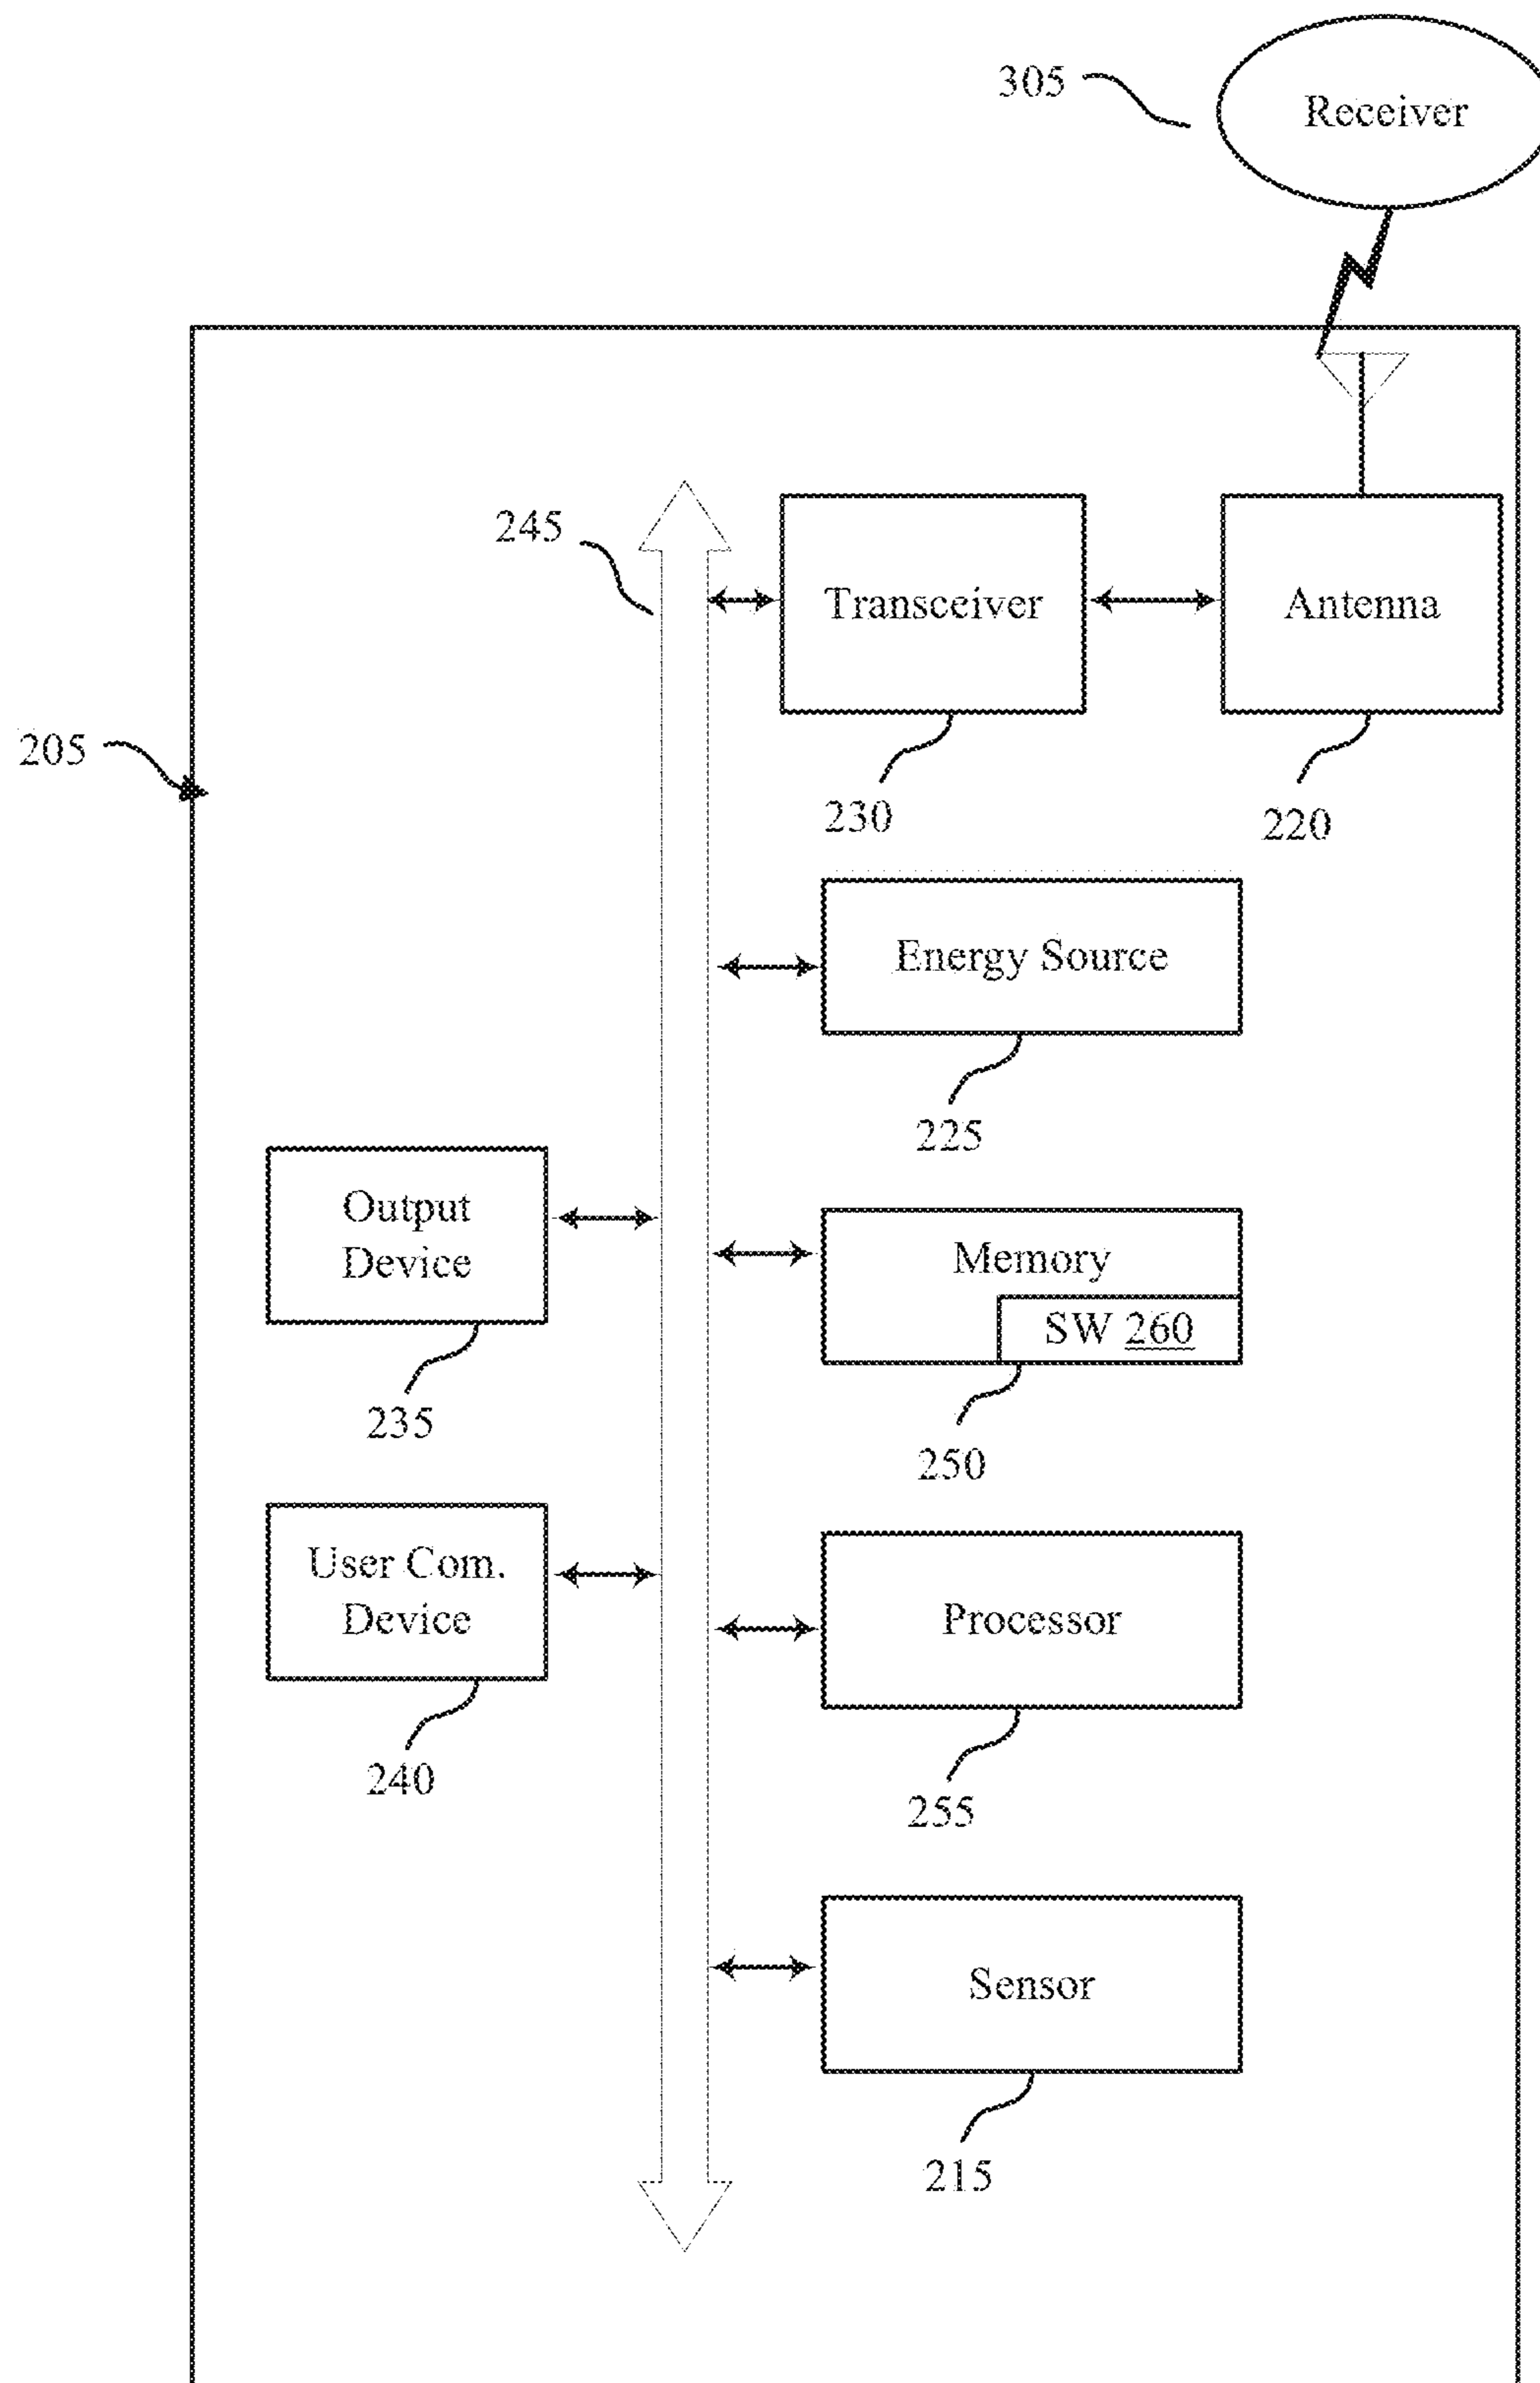 305
Receiver
245
Transceiver
Antenna
205
230
220
Energy Source
225
Output
Device
Memory
SW 260
235
250
User Com.
Device
Processor
240
255
Sensor
215